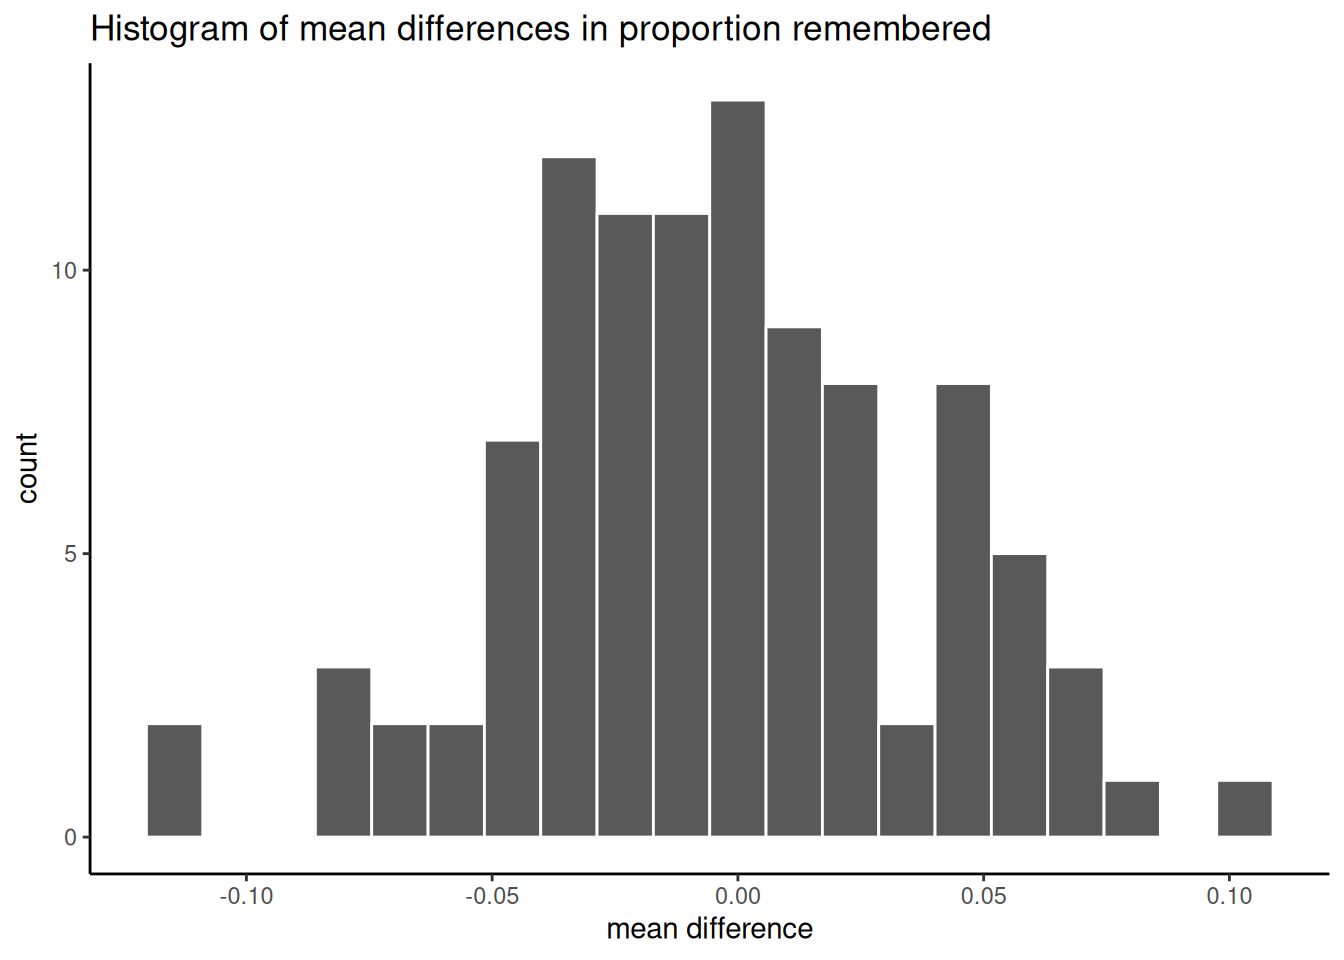 Histogram of mean differences in proportion remembered
count
10
5
0
-0.10
-0.05
0.00
0.05
0.10
mean difference